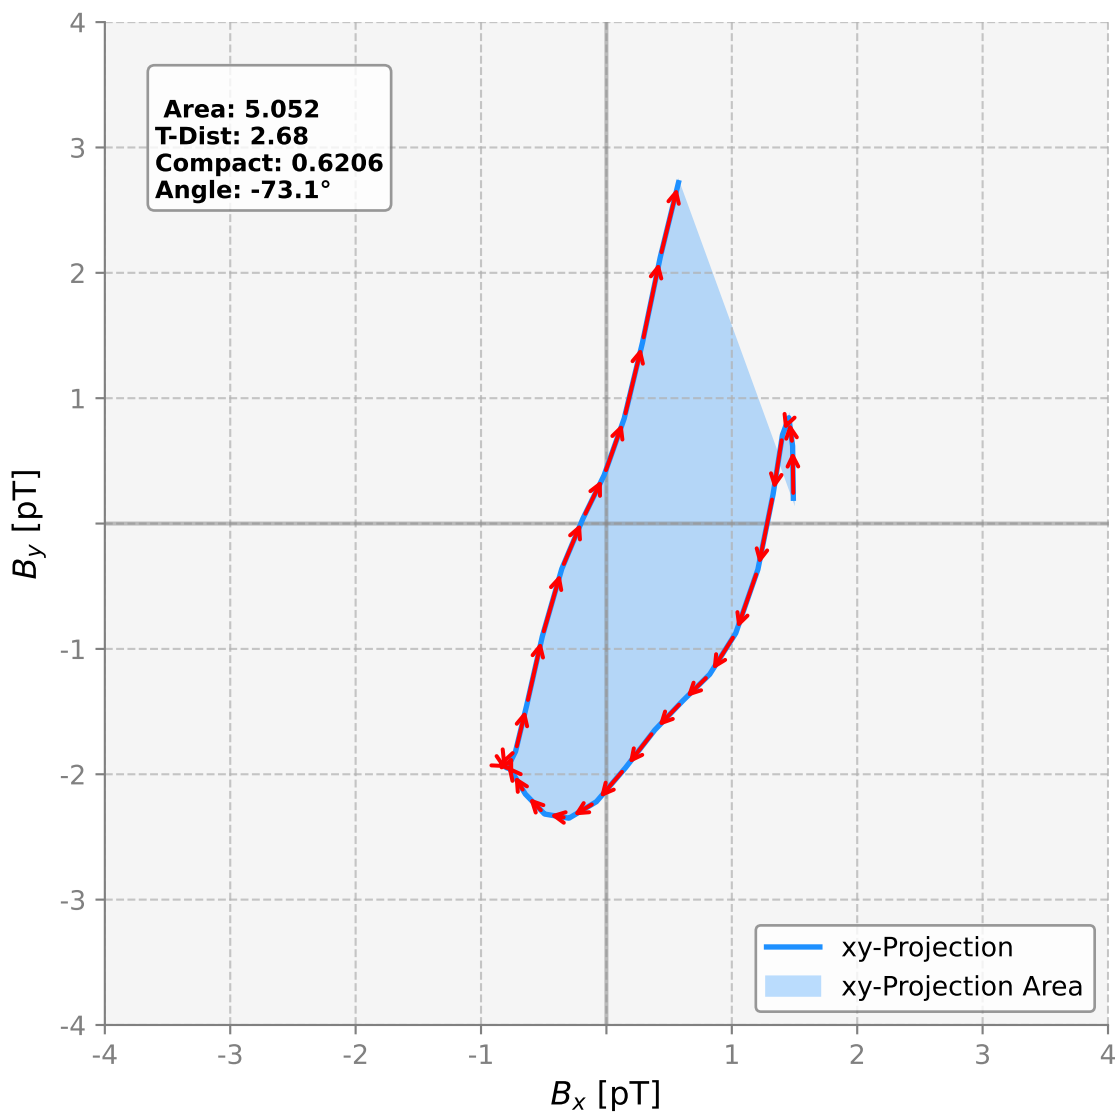 4
3
2
1
-1
-2
-3
-4
-4
-3
-2
-1
1
2
3
4
B_y [pT]
B_x [pT]
Area: 5.052
T-Dist: 2.68
Compact: 0.6206
Angle: -73.1°
xy-Projection
xy-Projection Area